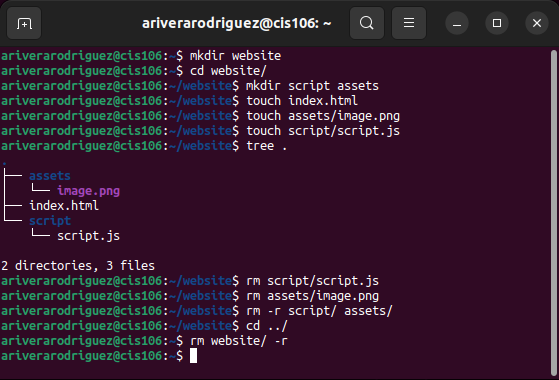 ariverarodriguez@cis106: ~
ariverarodriguez@cis106:~$ mkdir website
ariverarodriguez@cis106:~$ cd website/
ariverarodriguez@cis106:~/website$ mkdir script assets
ariverarodriguez@cis106:~/website$ touch index.html
ariverarodriguez@cis106:~/website$ touch assets/image.png
ariverarodriguez@cis106:~/website$ touch script/script.js
ariverarodriguez@cis106:~/website$ tree .
.
├── assets
│   └── image.png
├── index.html
└── script
    └── script.js
2 directories, 3 files
ariverarodriguez@cis106:~/website$ rm script/script.js
ariverarodriguez@cis106:~/website$ rm assets/image.png
ariverarodriguez@cis106:~/website$ rm -r script/ assets/
ariverarodriguez@cis106:~/website$ cd ../
ariverarodriguez@cis106:~$ rm website/ -r
ariverarodriguez@cis106:~$